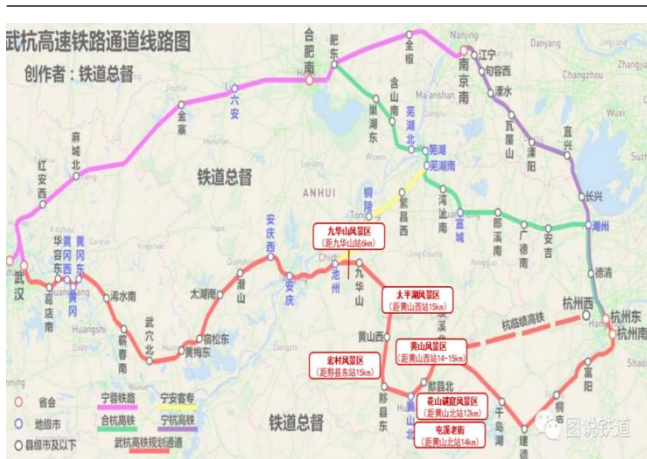 武杭高速铁路通道线路图
创作者：铁道总督
合肥南
肥东
全椒
Nanjing
南京南
江宁
句容西
溧水
瓦屋山
溧阳
宜兴
长兴
湖州
德清
杭州西
杭州东
杭州南
Danyang
Changzhou
Wuxi
Ma'anshan
六安
金寨
麻城北
红安西
武汉
巢湖东
含山南
芜湖北
芜湖
芜湖南
湾沚南
宣城
郎溪南
广德南
安吉
铜陵
繁昌西
铁道总督
ANHUI
九华山风景区
（距九华山站6km）
池州
九华山
安庆西
安庆
潜山
太湖南
宿松东
黄梅东
武穴北
蕲春南
浠水南
黄冈东
黄冈西
黄冈
华容东
葛店南
Huangshi
太平湖风景区
（距黄山西站15km）
黄山西
黄山风景区
（距黄山西站14~15km）
宏村风景区
（距黟县东站15km）
黟县东
歙县北
黄山北
花山谜窟风景区
（距黄山北站12km）
屯溪老街
（距黄山北站14km）
杭临绩高铁
千岛湖
建德
桐庐
富阳
铁道总督
省会
地级市
县级市及以下
宁蓉铁路
宁安客专
合杭高铁
宁杭高铁
武杭高铁规划通道
图说铁道